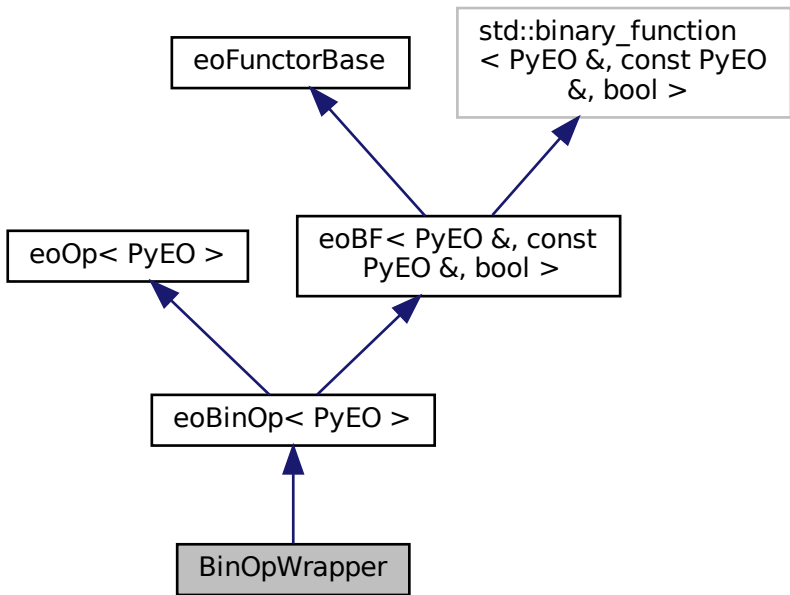 std::binary_function
< PyEO &, const PyEO
&, bool >
eoFunctorBase
eoBF< PyEO &, const
PyEO &, bool >
eoOp< PyEO >
eoBinOp< PyEO >
BinOpWrapper